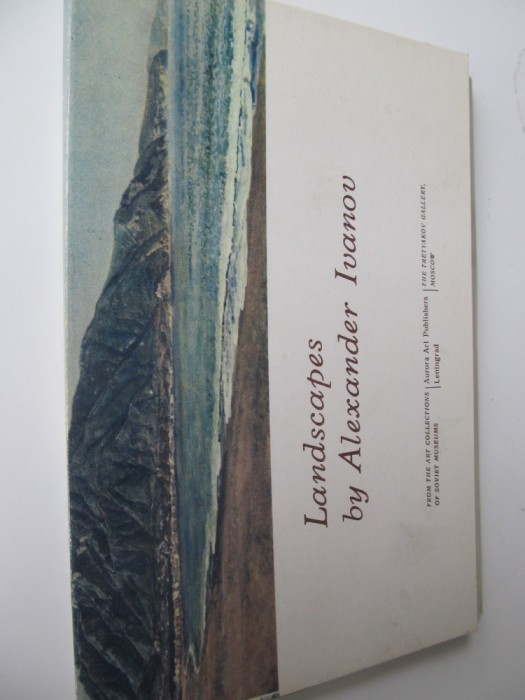 Landscapes
by Alexander Ivanov
FROM THE ART COLLECTIONS
OF SOVIET MUSEUMS
Aurora Art Publishers
Leningrad
THE TRETYAKOV GALLERY,
MOSCOW